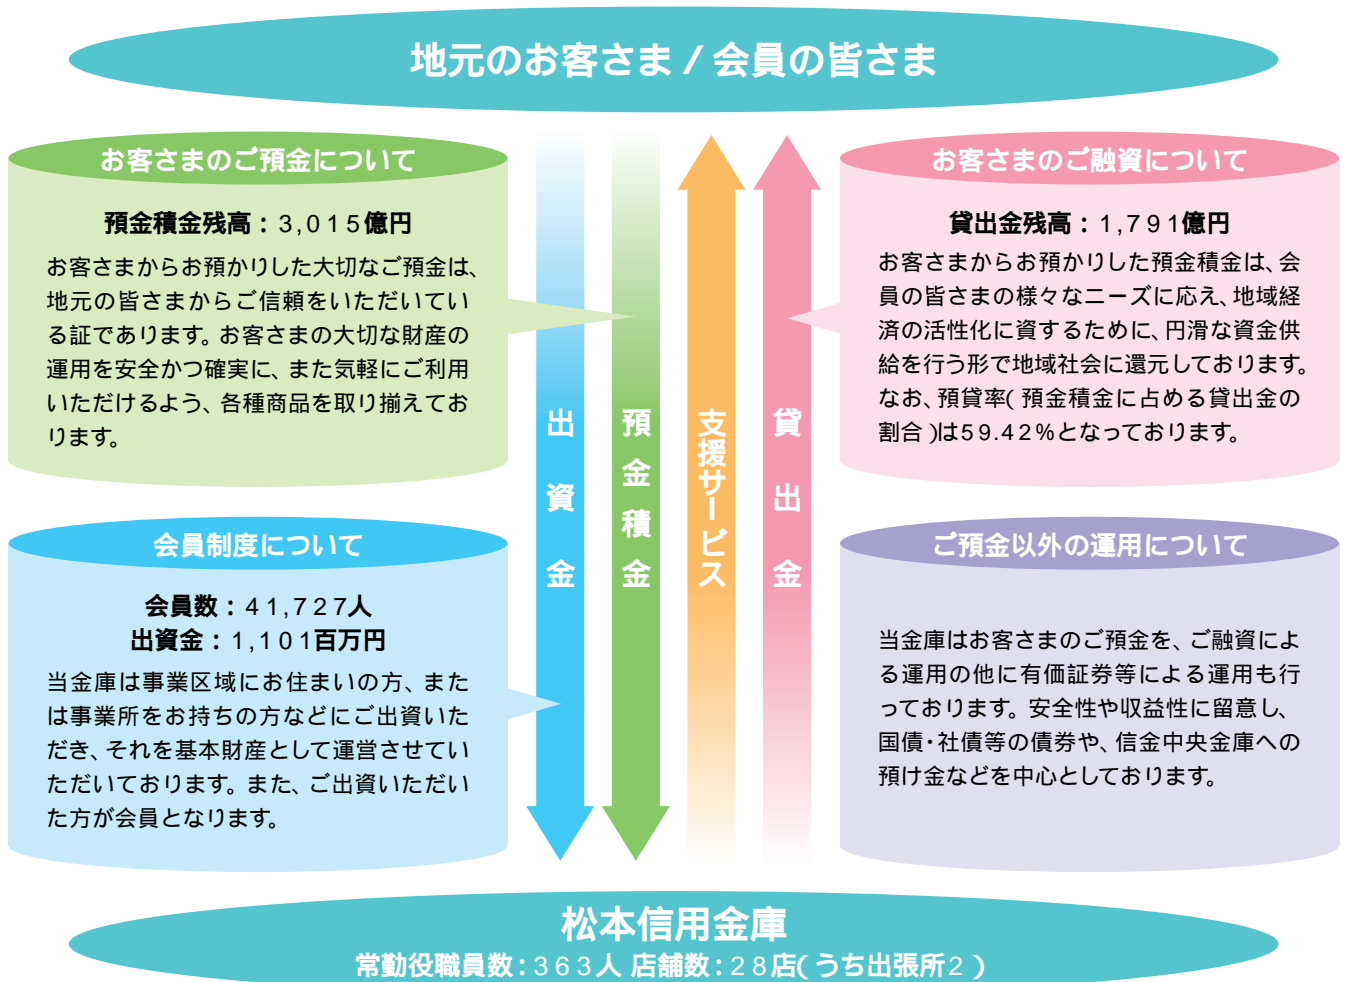 地元のお客さま / 会員の皆さま
お客さまのご預金について
預金積金残高：3,015億円
お客さまからお預かりした大切なご預金は、
地元の皆さまからご信頼をいただいてい
る証であります。お客さまの大切な財産の
運用を安全かつ確実に、また気軽にご利用
いただけるよう、各種商品を取り揃えてお
ります。
会員制度について
会員数：41,727人
出資金：1,101百万円
当金庫は事業区域にお住まいの方、また
は事業所をお持ちの方などにご出資いた
だき、それを基本財産として運営させてい
ただいております。また、ご出資いただい
た方が会員となります。
出資金
預金積金
支援サービス
貸出金
お客さまのご融資について
貸出金残高：1,791億円
お客さまからお預かりした預金積金は、会
員の皆さまの様々なニーズに応え、地域経
済の活性化に資するために、円滑な資金供
給を行う形で地域社会に還元しております。
なお、預貸率(預金積金に占める貸出金の
割合)は59.42%となっております。
ご預金以外の運用について
当金庫はお客さまのご預金を、ご融資によ
る運用の他に有価証券等による運用も行
っております。安全性や収益性に留意し、
国債・社債等の債券や、信金中央金庫への
預け金などを中心としております。
松本信用金庫
常勤役職員数：363人 店舗数：28店(うち出張所2)